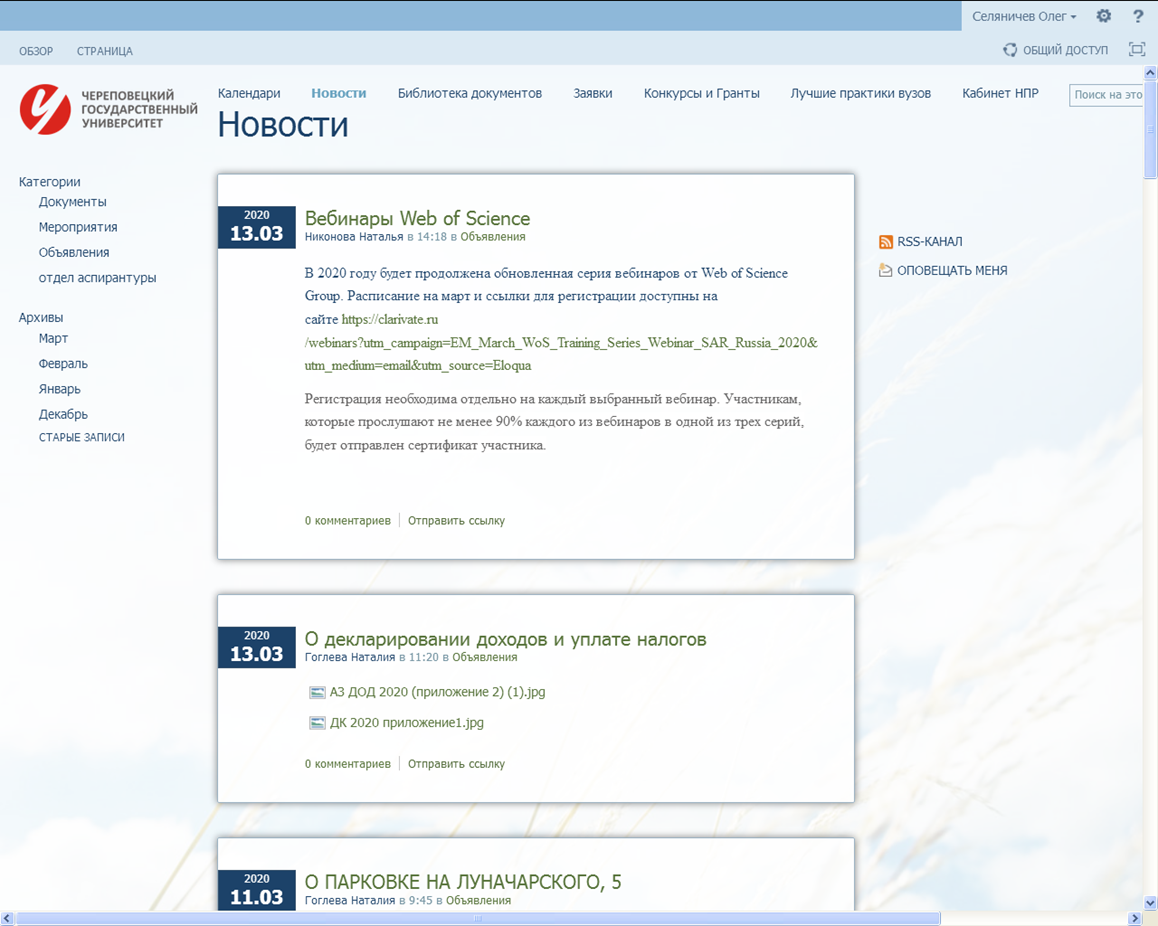 Селяничев Олег
?
ОБЗОР СТРАНИЦА
ОБЩИЙ ДОСТУП
ЧЕРЕПОВЕЦКИЙ
ГОСУДАРСТВЕННЫЙ
УНИВЕРСИТЕТ
Календари Новости Библиотека документов Заявки Конкурсы и Гранты Лучшие практики вузов Кабинет НПР
Поиск на это
Новости
Категории
Документы
Мероприятия
Объявления
отдел аспирантуры
Архивы
Март
Февраль
Январь
Декабрь
СТАРЫЕ ЗАПИСИ
2020
13.03
Вебинары Web of Science
Никонова Наталья в 14:18 в Объявления
В 2020 году будет продолжена обновленная серия вебинаров от Web of Science
Group. Расписание на март и ссылки для регистрации доступны на
сайте https://clarivate.ru
/webinars?utm_campaign=EM_March_WoS_Training_Series_Webinar_SAR_Russia_2020&
utm_medium=email&utm_source=Eloqua
Регистрация необходима отдельно на каждый выбранный вебинар. Участникам,
которые прослушают не менее 90% каждого из вебинаров в одной из трех серий,
будет отправлен сертификат участника.
0 комментариев Отправить ссылку
RSS-КАНАЛ
ОПОВЕЩАТЬ МЕНЯ
2020
13.03
О декларировании доходов и уплате налогов
Гоглева Наталия в 11:20 в Объявления
АЗ ДОД 2020 (приложение 2) (1).jpg
ДК 2020 приложение1.jpg
0 комментариев Отправить ссылку
2020
11.03
О ПАРКОВКЕ НА ЛУНАЧАРСКОГО, 5
Гоглева Наталия в 9:45 в Объявления